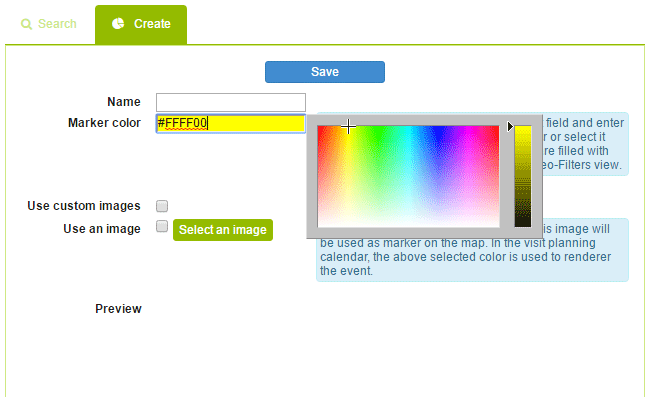 Search
Create
Save
Name
Marker color
#FFFF00
field and enter
or select it
filled with
eo-Filters view.
Use custom images
Use an image
Select an image
is image will
be used as marker on the map. In the visit planning
calendar, the above selected color is used to renderer
the event.
Preview